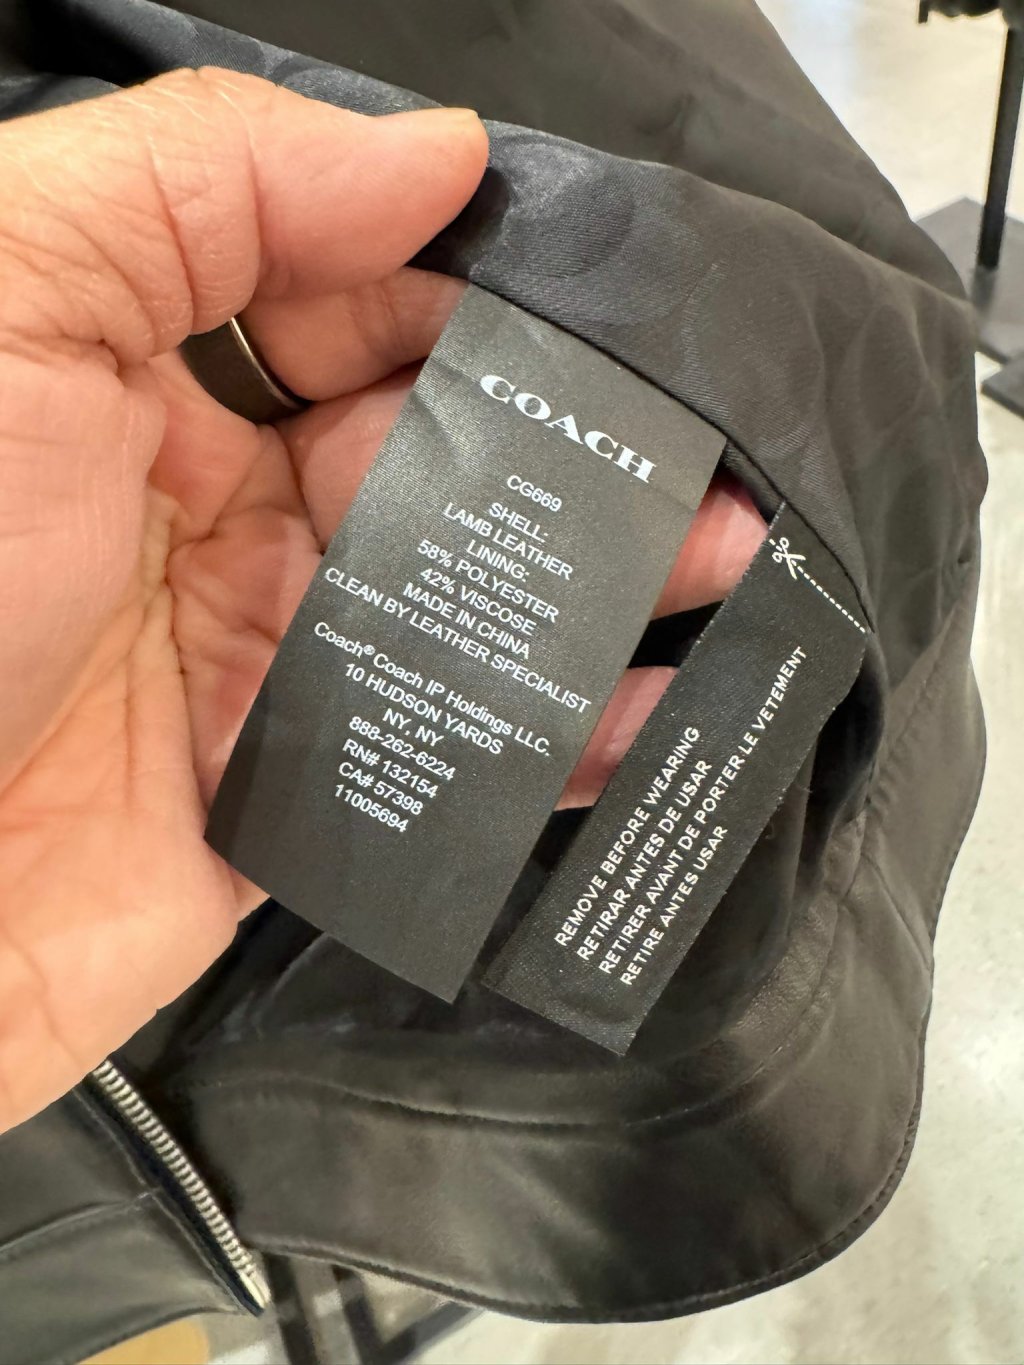 COACH
CG669
SHELL:
LAMB LEATHER
LINING:
58% POLYESTER
42% VISCOSE
MADE IN CHINA
CLEAN BY LEATHER SPECIALIST
Coach® Coach IP Holdings LLC.
10 HUDSON YARDS
NY, NY
888-262-6224
RN# 132154
CA# 57398
11005694
REMOVE BEFORE WEARING
RETIRAR ANTES DE USAR
RETIRER AVANT DE PORTER LE VETEMENT
RETIRE ANTES USAR